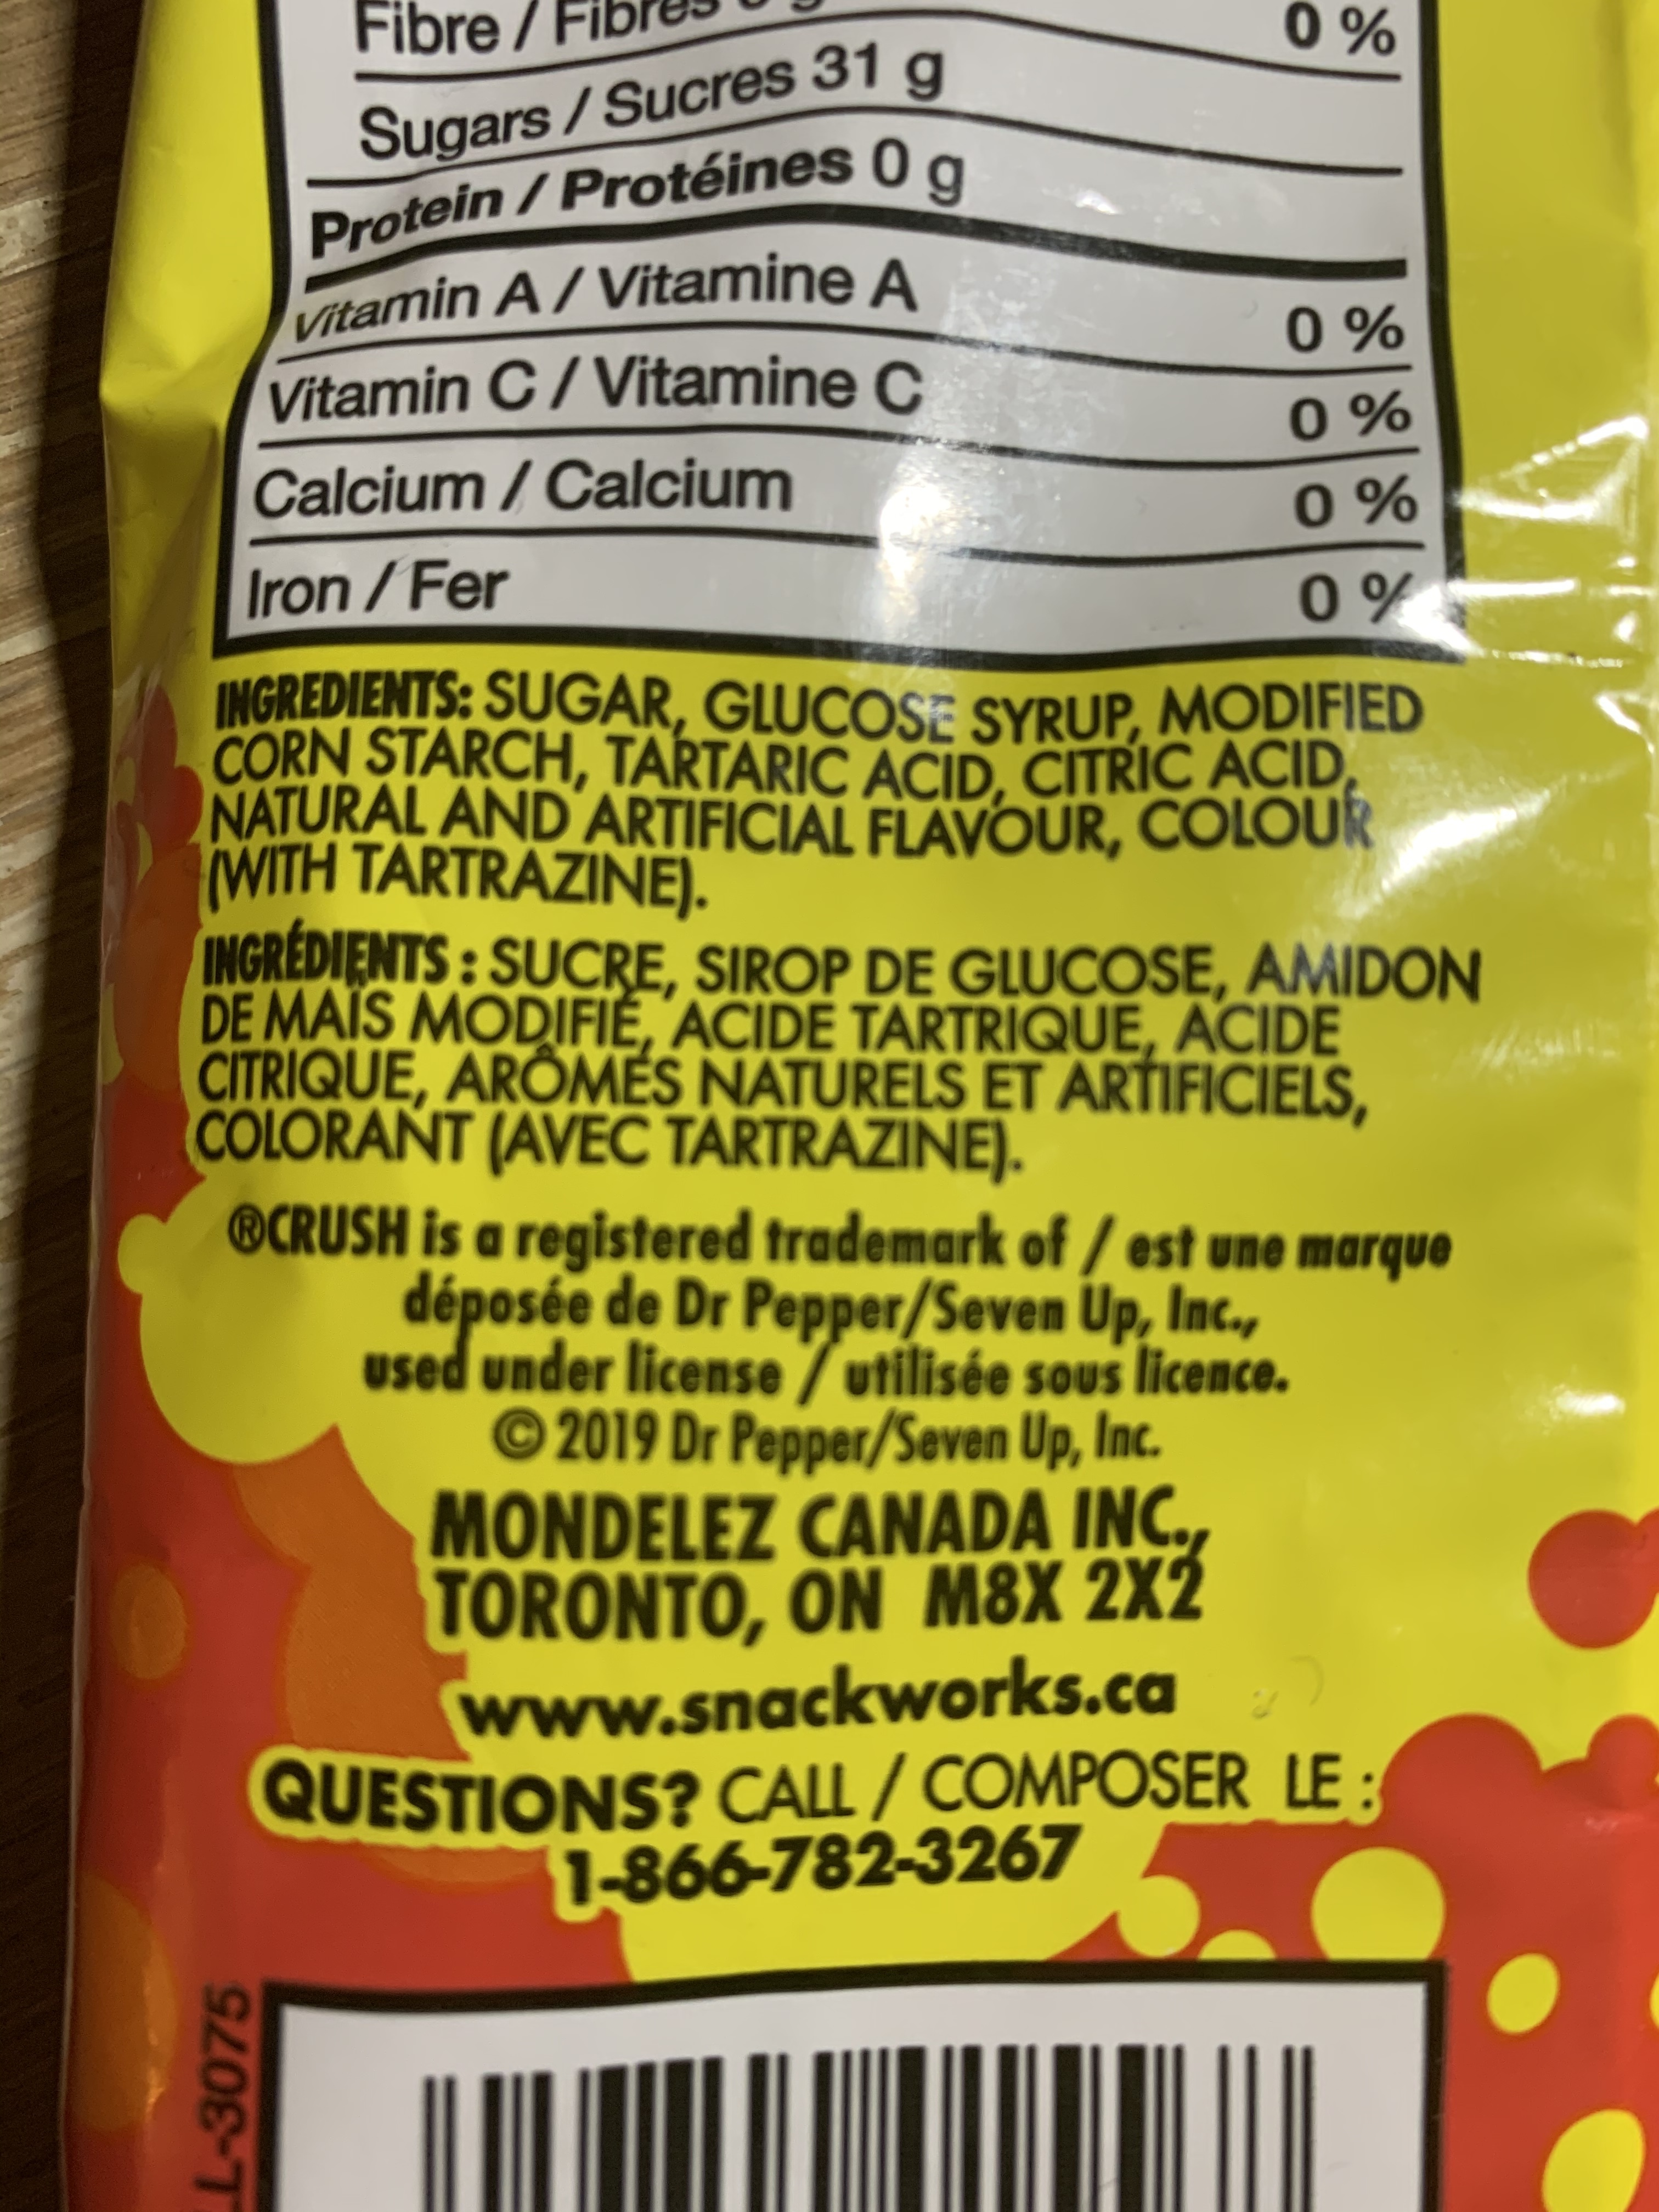 Fibre / Fibres 0 g 0 %
Sugars / Sucres 31 g
Protein / Protéines 0 g
Vitamin A / Vitamine A 0 %
Vitamin C / Vitamine C 0 %
Calcium / Calcium 0 %
Iron / Fer 0 %
INGREDIENTS: SUGAR, GLUCOSE SYRUP, MODIFIED
CORN STARCH, TARTARIC ACID, CITRIC ACID,
NATURAL AND ARTIFICIAL FLAVOUR, COLOUR
(WITH TARTRAZINE).
INGRÉDIENTS : SUCRE, SIROP DE GLUCOSE, AMIDON
DE MAÏS MODIFIÉ, ACIDE TARTRIQUE, ACIDE
CITRIQUE, ARÔMES NATURELS ET ARTIFICIELS,
COLORANT (AVEC TARTRAZINE).
®CRUSH is a registered trademark of / est une marque
déposée de Dr Pepper/Seven Up, Inc.,
used under license / utilisée sous licence.
© 2019 Dr Pepper/Seven Up, Inc.
MONDELEZ CANADA INC.,
TORONTO, ON M8X 2X2
www.snackworks.ca
QUESTIONS? CALL / COMPOSER LE :
1-866-782-3267
LL-3075